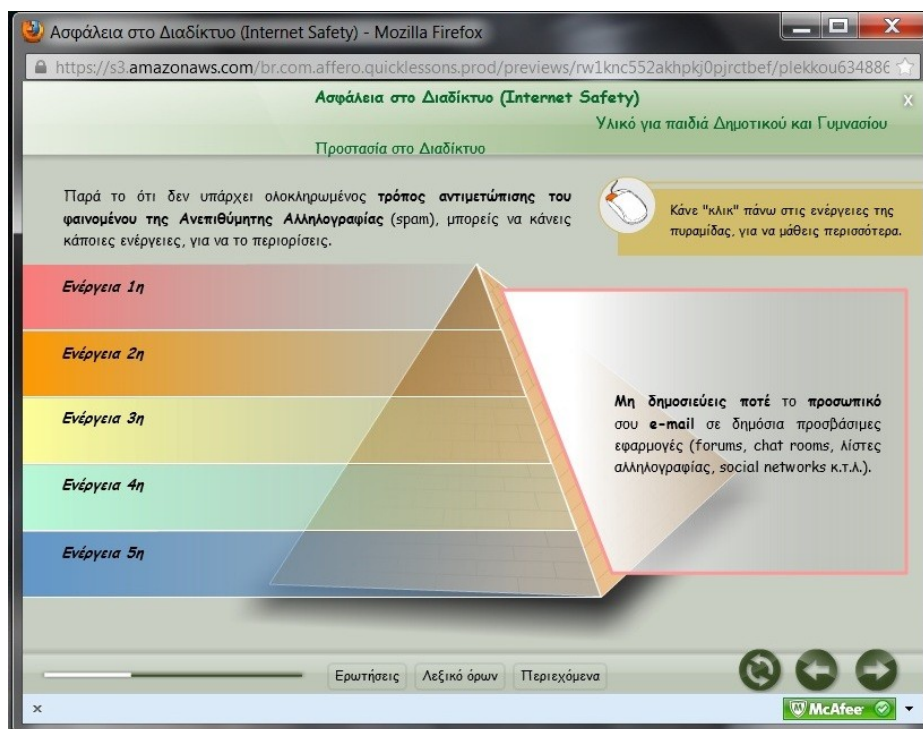 Ασφάλεια στο Διαδίκτυο (Internet Safety) - Mozilla Firefox
https://s3.amazonaws.com/br.com.affero.quicklessons.prod/previews/rw1knc552akhpkj0pjrctbef/plekkou634886
Ασφάλεια στο Διαδίκτυο (Internet Safety)
Υλικό για παιδιά Δημοτικού και Γυμνασίου
Προστασία στο Διαδίκτυο
Παρά το ότι δεν υπάρχει ολοκληρωμένος τρόπος αντιμετώπισης του
φαινομένου της Ανεπιθύμητης Αλληλογραφίας (spam), μπορείς να κάνεις
κάποιες ενέργειες, για να το περιορίσεις.
Κάνε "κλικ" πάνω στις ενέργειες της
πυραμίδας, για να μάθεις περισσότερα.
Ενέργεια 1η
Ενέργεια 2η
Ενέργεια 3η
Ενέργεια 4η
Ενέργεια 5η
Μη δημοσιεύεις ποτέ το προσωπικό
σου e-mail σε δημόσια προσβάσιμες
εφαρμογές (forums, chat rooms, λίστες
αλληλογραφίας, social networks κ.τ.λ.).
Ερωτήσεις
Λεξικό όρων
Περιεχόμενα
McAfee